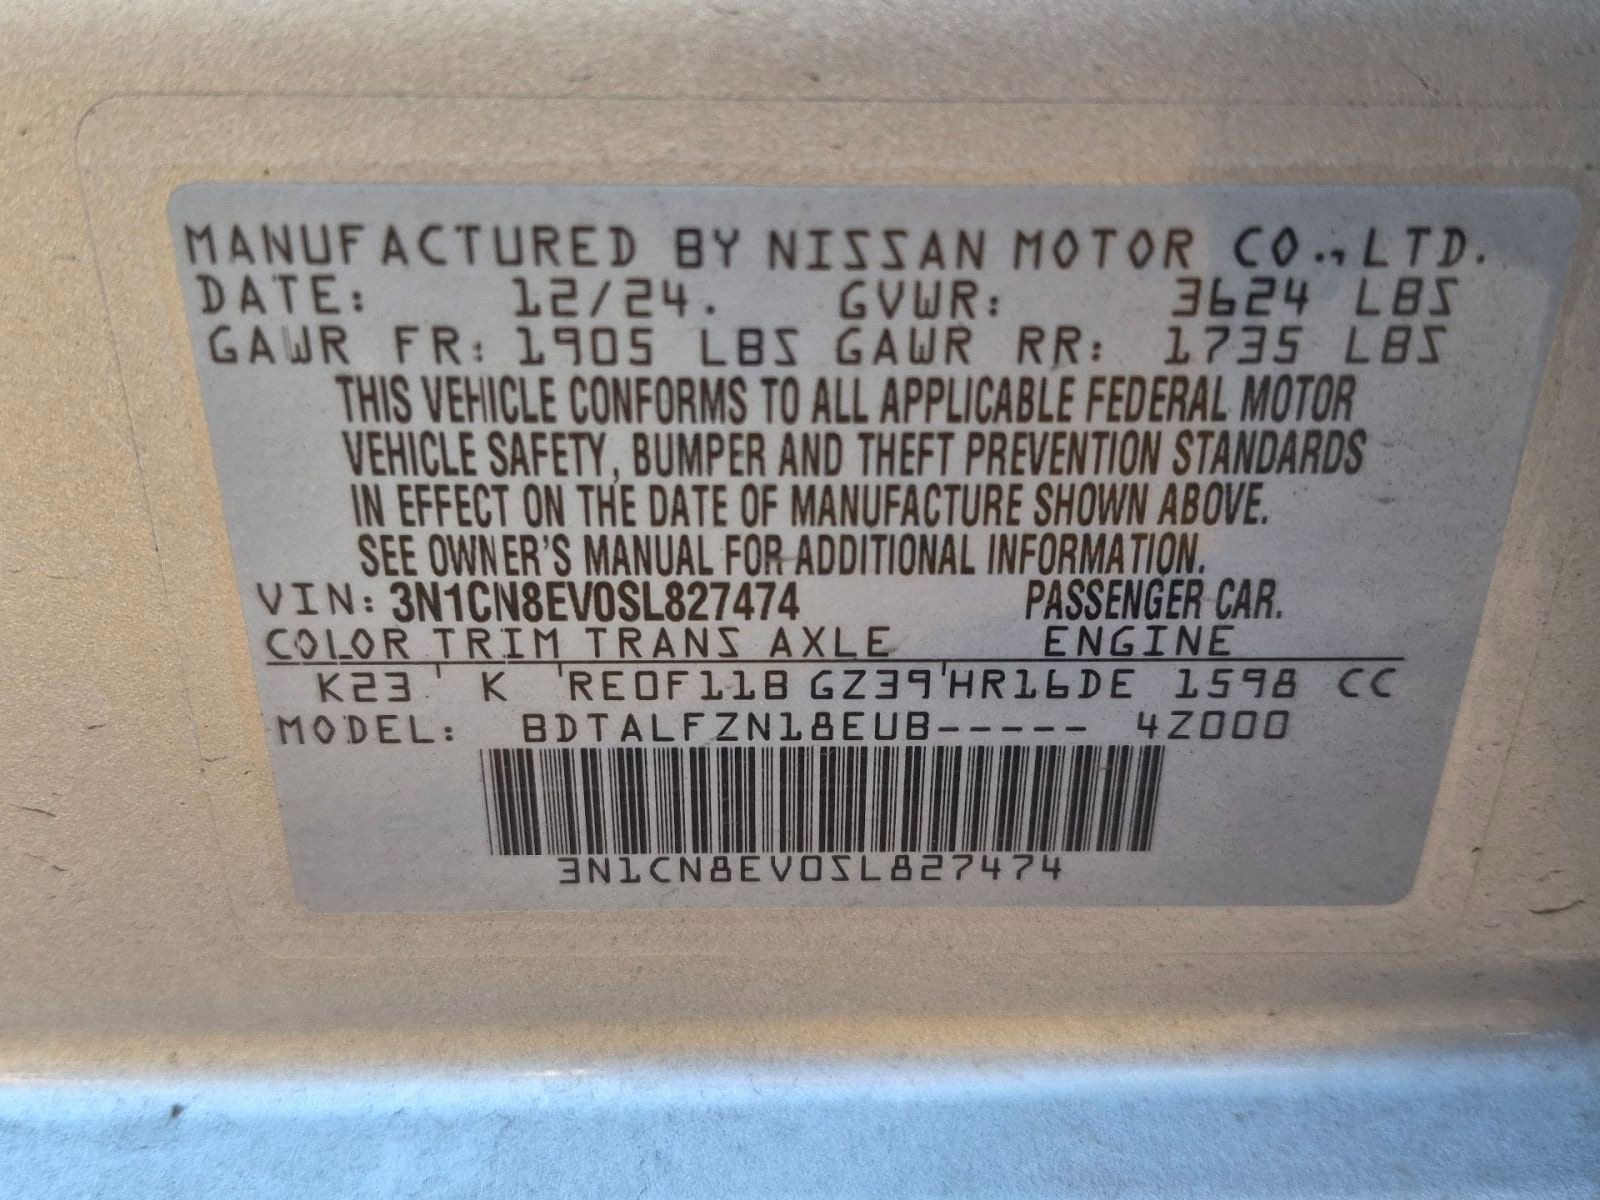 MANUFACTURED BY NISSAN MOTOR CO., LTD.
DATE: 12/24. GVWR: 3624 LBS
GAWR FR: 1905 LBS GAWR RR: 1735 LBS
THIS VEHICLE CONFORMS TO ALL APPLICABLE FEDERAL MOTOR
VEHICLE SAFETY, BUMPER AND THEFT PREVENTION STANDARDS
IN EFFECT ON THE DATE OF MANUFACTURE SHOWN ABOVE.
SEE OWNER'S MANUAL FOR ADDITIONAL INFORMATION.
VIN: 3N1CN8EV0SL827474 PASSENGER CAR.
COLOR TRIM TRANS AXLE ENGINE
K23 ' K 'RE0F11B GZ39'HR16DE 1598 CC
MODEL: BDTALFZN18EUB----- 4Z000
3N1CN8EV0SL827474